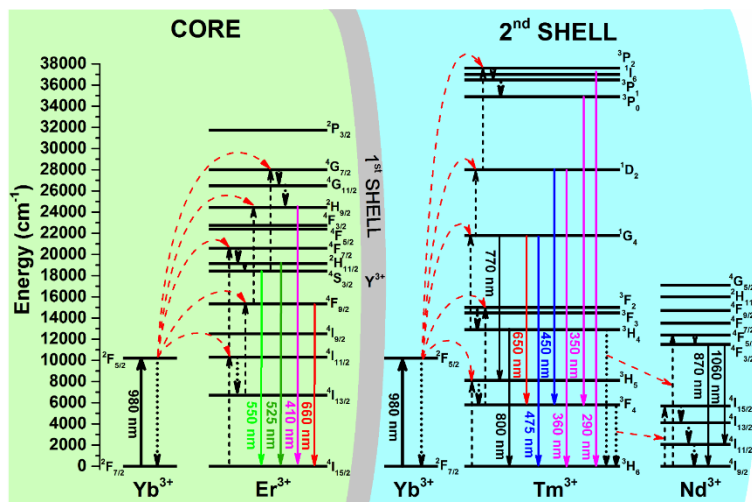 CORE
2nd SHELL
1st SHELL
Y3+
Energy (cm-1)
38000
36000
34000
32000
30000
28000
26000
24000
22000
20000
18000
16000
14000
12000
10000
8000
6000
4000
2000
0
2F5/2
2F7/2
980 nm
Yb3+
2P3/2
4G7/2
4G11/2
2H9/2
4F3/2
4F5/2
4F7/2
2H11/2
4S3/2
4F9/2
4I9/2
4I11/2
4I13/2
4I15/2
550 nm
525 nm
410 nm
660 nm
Er3+
2F5/2
2F7/2
980 nm
Yb3+
3P2
1I6
3P1
3P0
1D2
1G4
3F2
3F3
3H4
3H5
3F4
3H6
770 nm
650 nm
450 nm
350 nm
800 nm
475 nm
360 nm
290 nm
Tm3+
4G5/2
2H11/
4F9/2
4F7/
4F5/
4F3/2
1060 nm
870 nm
4I15/2
4I13/2
4I11/2
4I9/2
Nd3+